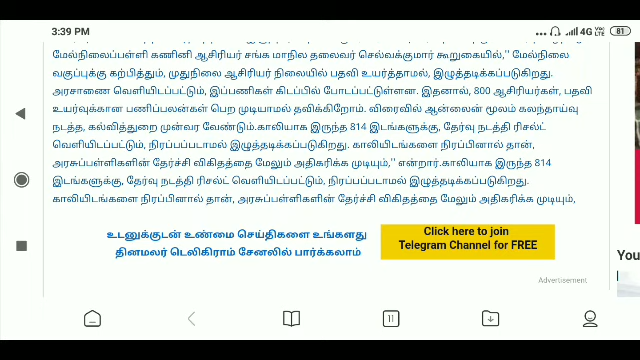 3:39 PM
4G VoLTE 81
மேல்நிலைப்பள்ளி கணினி ஆசிரியர் சங்க மாநில தலைவர் செல்வக்குமார் கூறுகையில்,'' மேல்நிலை
வகுப்புக்கு கற்பித்தும், முதுநிலை ஆசிரியர் நிலையில் பதவி உயர்த்தாமல், இழுத்தடிக்கப்படுகிறது.
அரசாணை வெளியிடப்பட்டும், இப்பணிகள் கிடப்பில் போடப்பட்டுள்ளன. இதனால், 800 ஆசிரியர்கள், பதவி
உயர்வுக்கான பணிப்பலன்கள் பெற முடியாமல் தவிக்கிறோம். விரைவில் ஆன்லைன் மூலம் கலந்தாய்வு
நடத்த, கல்வித்துறை முன்வர வேண்டும்.காலியாக இருந்த 814 இடங்களுக்கு, தேர்வு நடத்தி ரிசல்ட்
வெளியிடப்பட்டும், நிரப்பப்படாமல் இழுத்தடிக்கப்படுகிறது. காலியிடங்களை நிரப்பினால் தான்,
அரசுப்பள்ளிகளின் தேர்ச்சி விகிதத்தை மேலும் அதிகரிக்க முடியும்,'' என்றார்.காலியாக இருந்த 814
இடங்களுக்கு, தேர்வு நடத்தி ரிசல்ட் வெளியிடப்பட்டும், நிரப்பப்படாமல் இழுத்தடிக்கப்படுகிறது.
காலியிடங்களை நிரப்பினால் தான், அரசுப்பள்ளிகளின் தேர்ச்சி விகிதத்தை மேலும் அதிகரிக்க முடியும்,
உடனுக்குடன் உண்மை செய்திகளை உங்களது
தினமலர் டெலிகிராம் சேனலில் பார்க்கலாம்
Click here to join
Telegram Channel for FREE
You
Advertisement